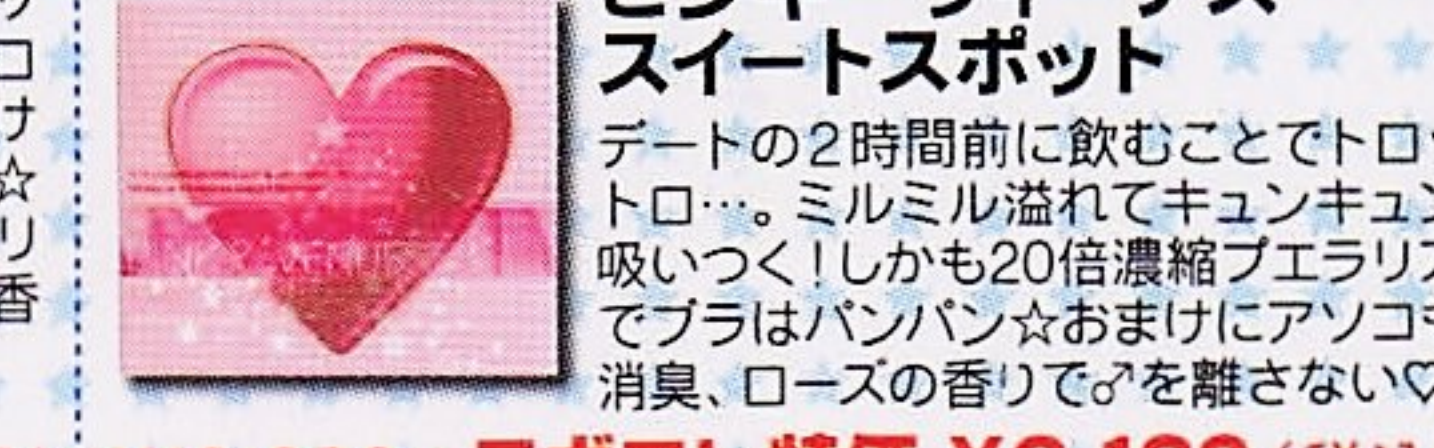 スイートスポット
デートの2時間前に飲むことでトロ
トロ…。ミルミル溢れてキュンキュン
吸いつく!しかも20倍濃縮プエラリア
でブラはパンパン☆おまけにアソコ
消臭、ローズの香りで♂を離さない♡
ロ
け
☆
リ
香